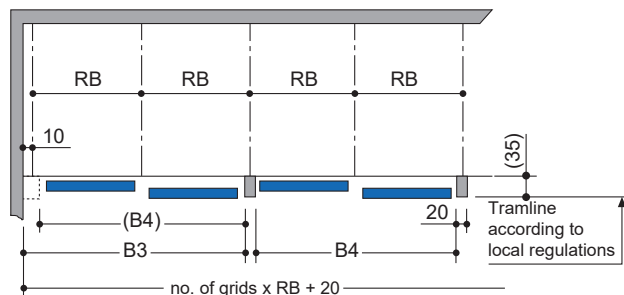 RB RB RB RB
10
(35)
(B4)
20
Tramline
according to
local regulations
B3
B4
no. of grids x RB + 20